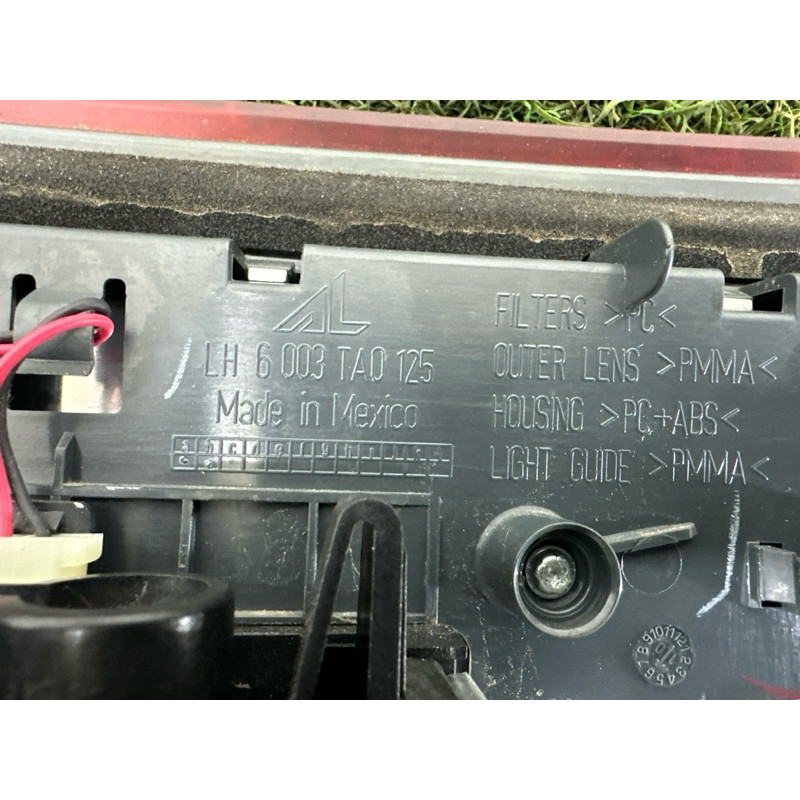 AL
LH 6 003 TA0 125
Made in Mexico
FILTERS >PC<
OUTER LENS >PMMA<
HOUSING >PC+ABS<
LIGHT GUIDE >PMMA<